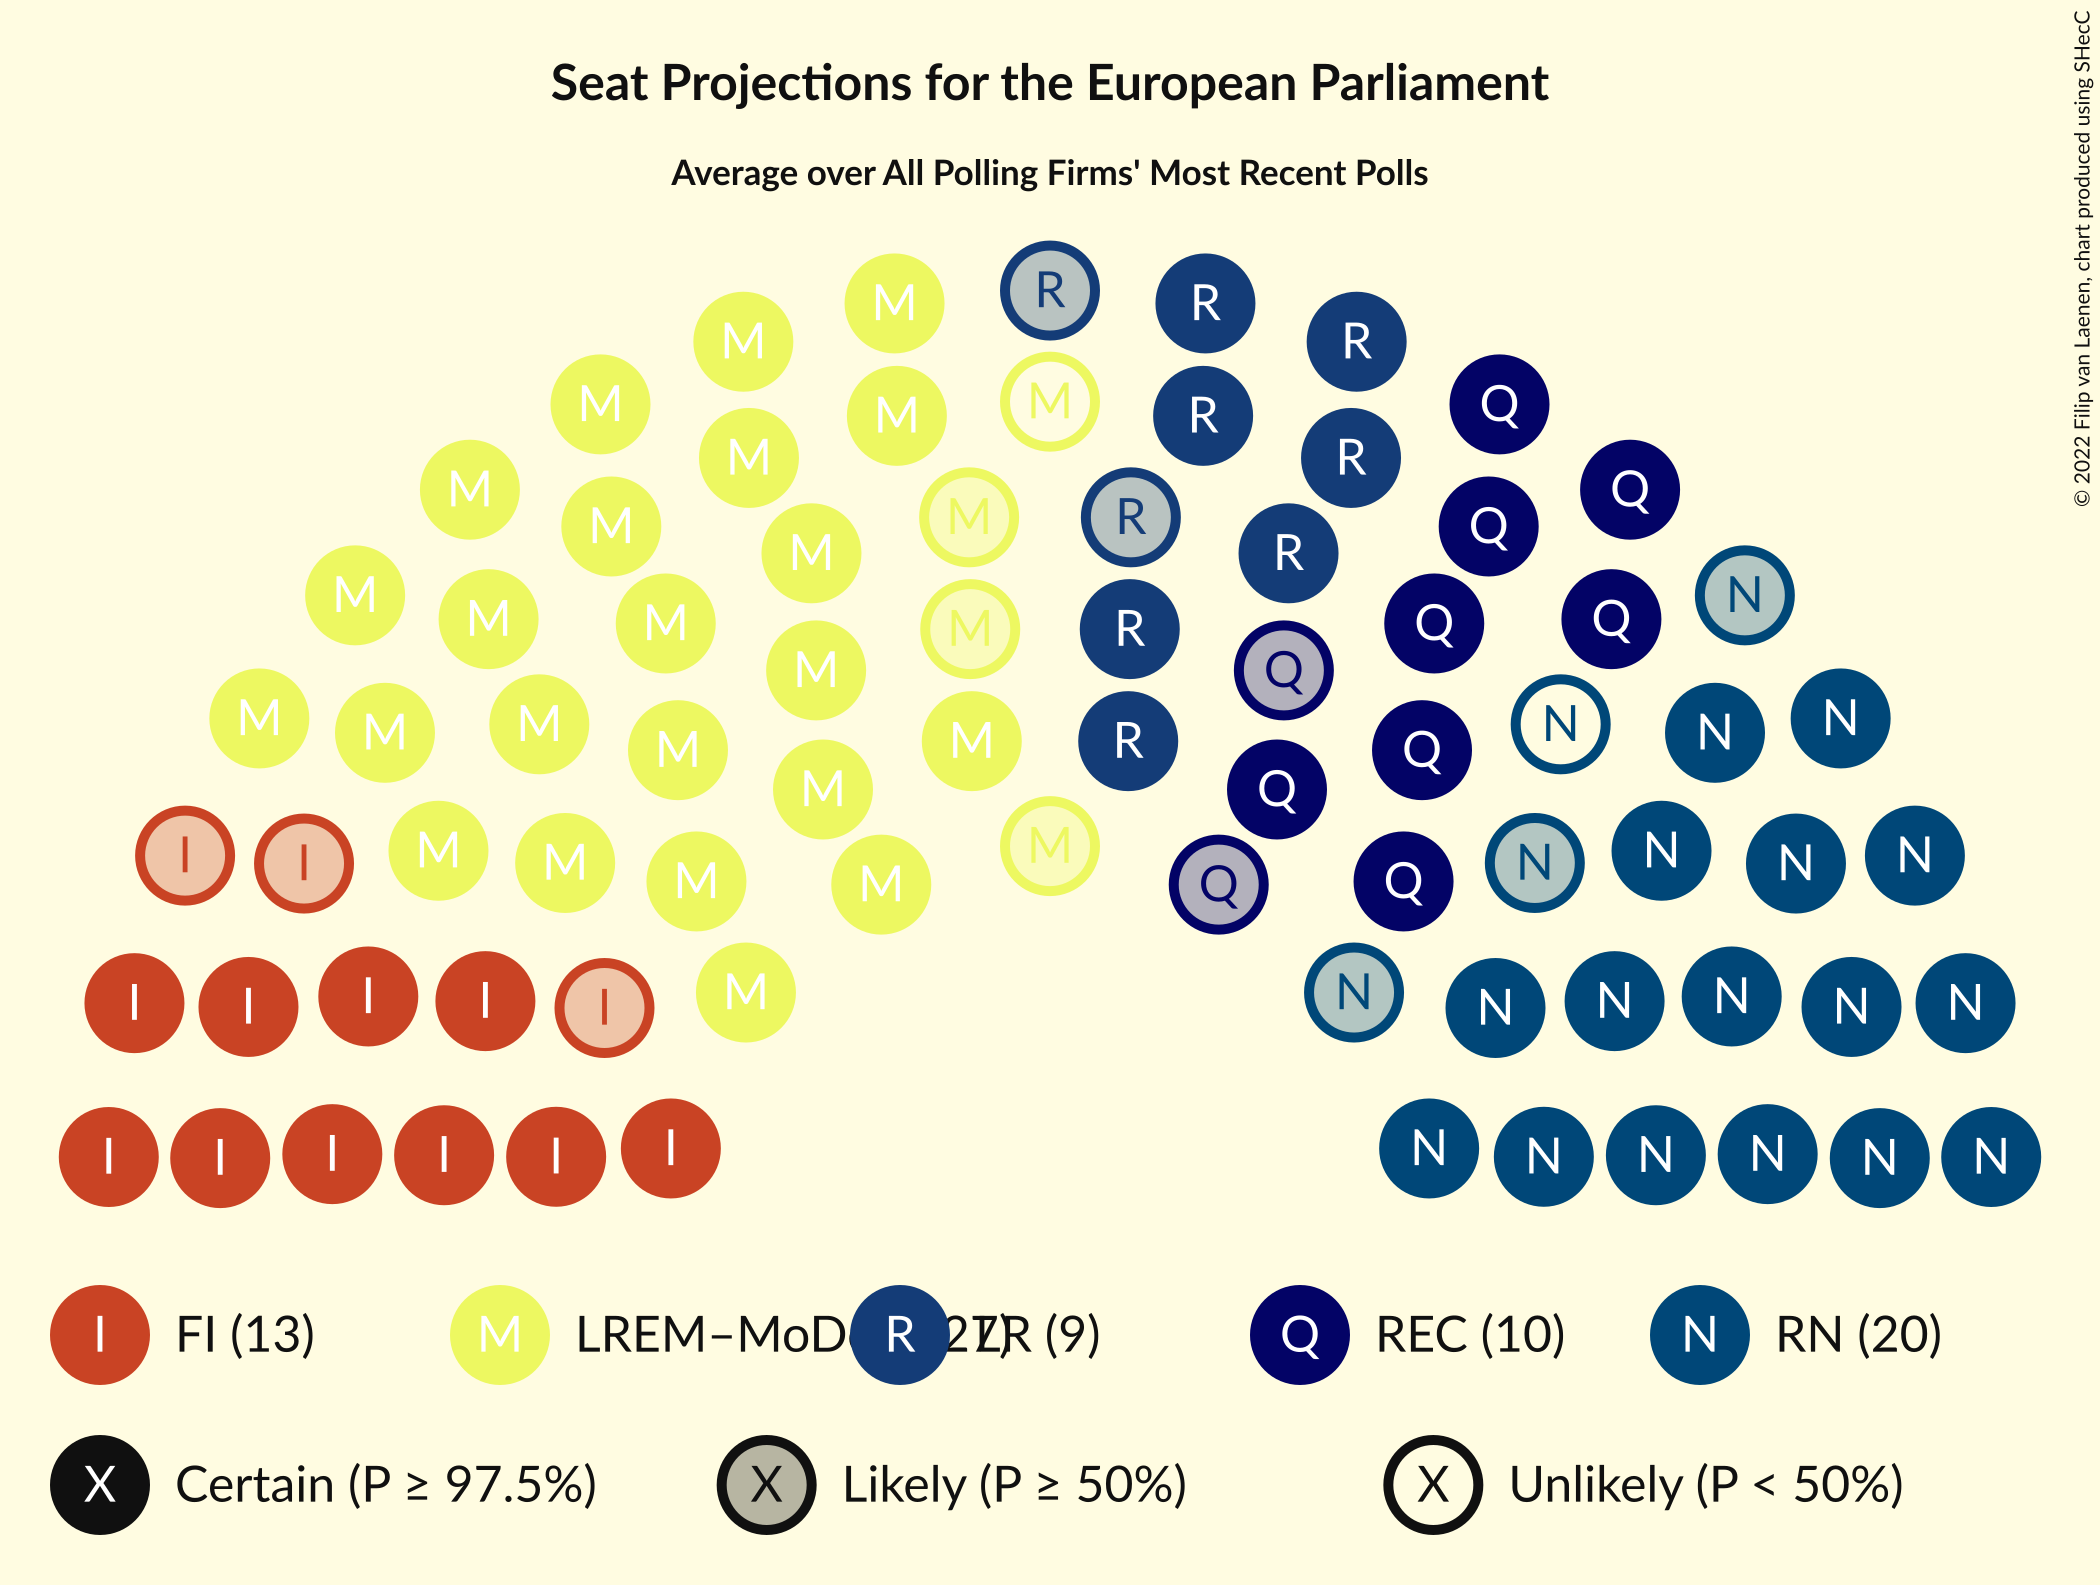 Seat Projections for the European Parliament
Average over All Polling Firms' Most Recent Polls
© 2022 Filip van Laenen, chart produced using SHecC
R
M R
M R
M M Q
M R
M R
M Q
M R
M Q
M R
M N
M M M R Q Q
M Q
M M M M M R Q N N N
M Q
I I M M M M M Q Q N N N N
I I I I I M N N N N N N
I I I I I I N N N N N N
I FI (13) M LREM–MoD R LR (9) Q REC (10) N RN (20)
X Certain (P ≥ 97.5%) X Likely (P ≥ 50%) X Unlikely (P < 50%)